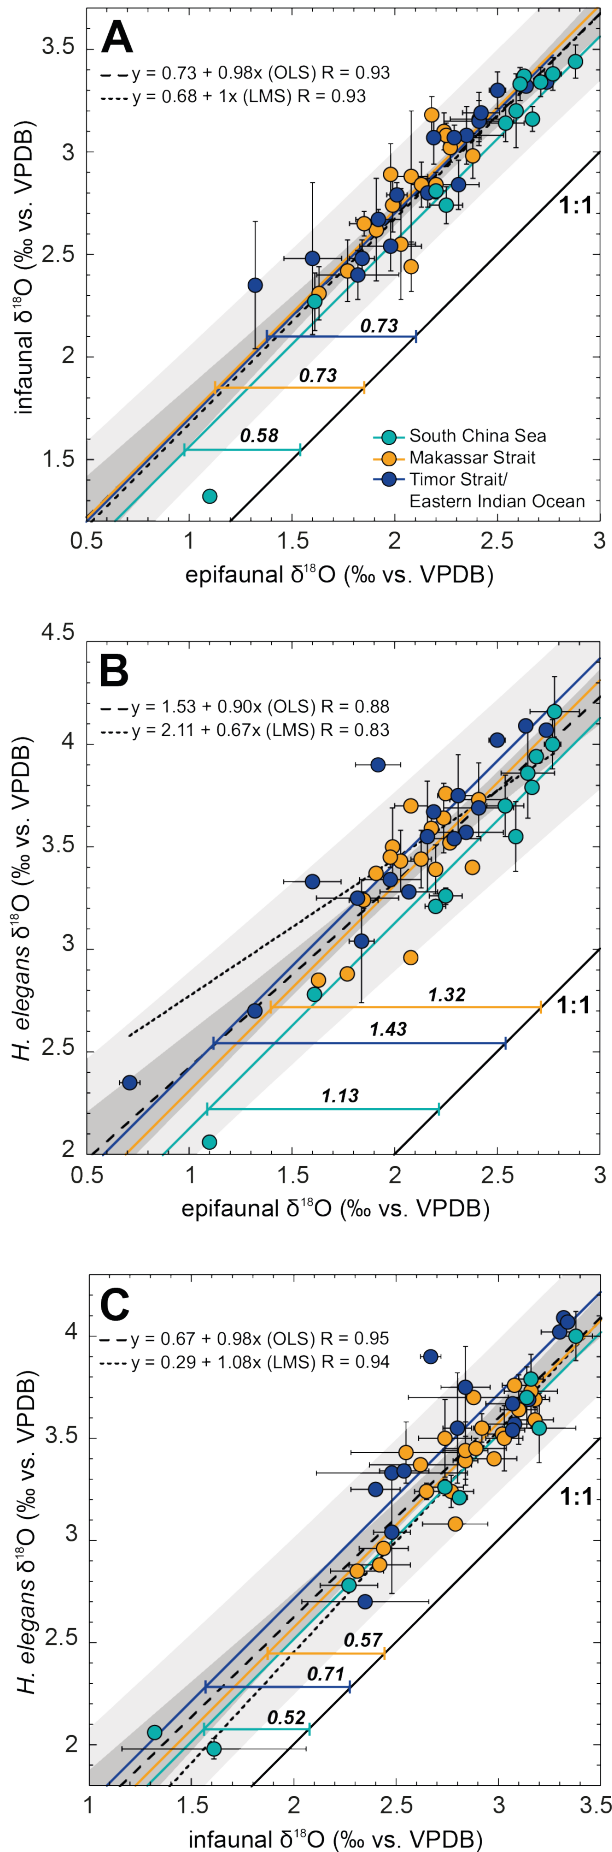 A
y = 0.73 + 0.98x (OLS) R = 0.93
y = 0.68 + 1x (LMS) R = 0.93
3.5
3
2.5
2
1.5
infaunal δ¹⁸O (‰ vs. VPDB)
1:1
0.73
0.73
0.58
South China Sea
Makassar Strait
Timor Strait/
Eastern Indian Ocean
0.5 1 1.5 2 2.5 3
epifaunal δ¹⁸O (‰ vs. VPDB)
B
y = 1.53 + 0.90x (OLS) R = 0.88
y = 2.11 + 0.67x (LMS) R = 0.83
4.5
4
3.5
3
2.5
2
H. elegans δ¹⁸O (‰ vs. VPDB)
1.32
1:1
1.43
1.13
0.5 1 1.5 2 2.5 3
epifaunal δ¹⁸O (‰ vs. VPDB)
C
y = 0.67 + 0.98x (OLS) R = 0.95
y = 0.29 + 1.08x (LMS) R = 0.94
4
3.5
3
2.5
2
H. elegans δ¹⁸O (‰ vs. VPDB)
1:1
0.57
0.71
0.52
1 1.5 2 2.5 3 3.5
infaunal δ¹⁸O (‰ vs. VPDB)